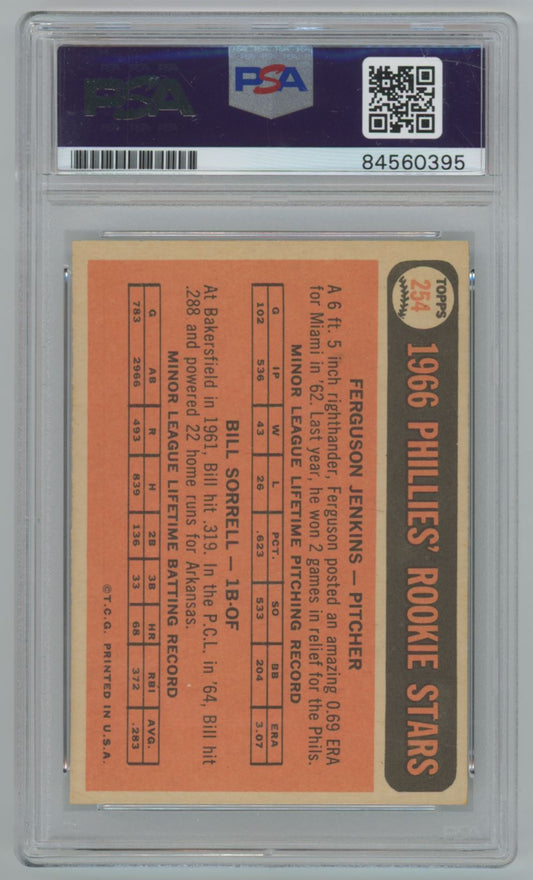 PSA
PSA
84560395
TOPPS
254
1966 PHILLIES' ROOKIE STARS
FERGUSON JENKINS — PITCHER
A 6 ft. 5 inch righthander, Ferguson posted an amazing 0.69 ERA
for Miami in '62. Last year, he won 2 games in relief for the Phils.
MINOR LEAGUE LIFETIME PITCHING RECORD
G IP W L PCT. SO BB ERA
102 536 43 26 .623 533 204 3.07
BILL SORRELL — 1B-OF
At Bakersfield in 1961, Bill hit .319. In the P.C.L. in '64, Bill hit
.288 and powered 22 home runs for Arkansas.
MINOR LEAGUE LIFETIME BATTING RECORD
G AB R H 2B 3B HR RBI AVG.
783 2966 493 839 136 33 68 372 .283
©T.C.G. PRINTED IN U.S.A.